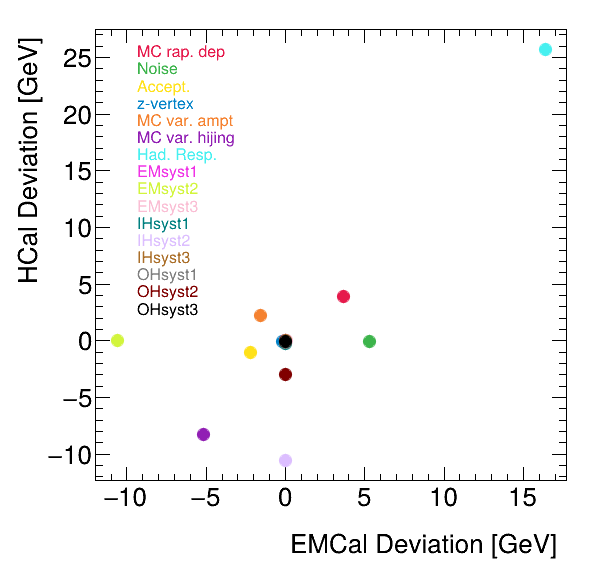 HCal Deviation [GeV]
25
20
15
10
5
0
−5
−10
MC rap. dep
Noise
Accept.
z-vertex
MC var. ampt
MC var. hijing
Had. Resp.
EMsyst1
EMsyst2
EMsyst3
IHsyst1
IHsyst2
IHsyst3
OHsyst1
OHsyst2
OHsyst3
−10 −5 0 5 10 15
EMCal Deviation [GeV]